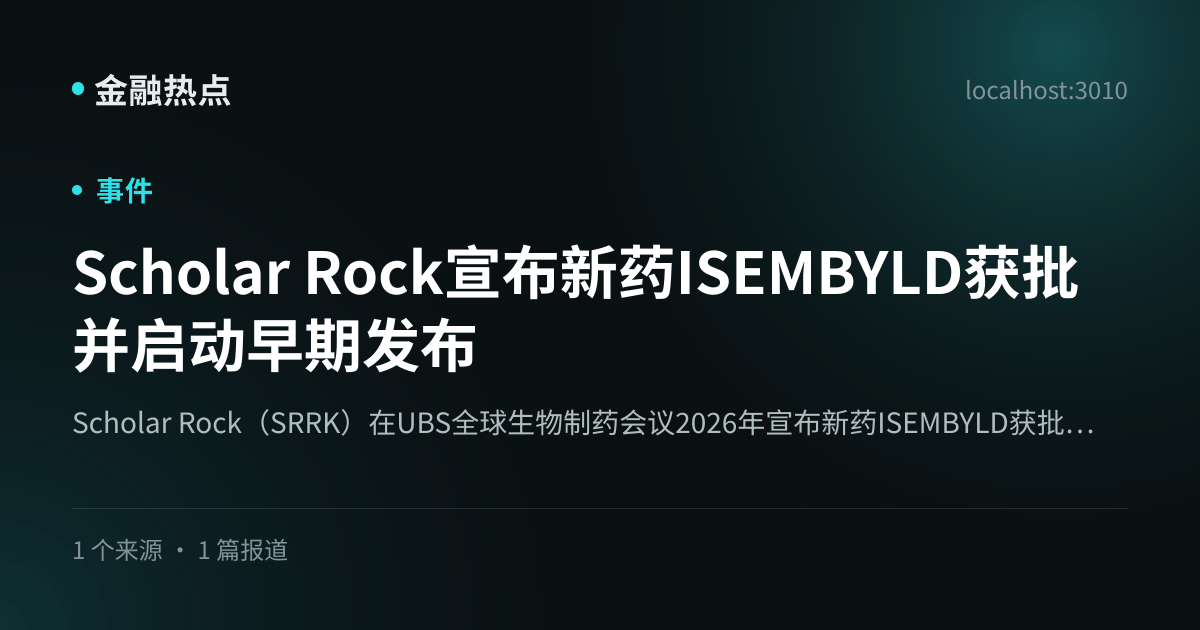 金融热点
localhost:3010
事件
Scholar Rock宣布新药ISEMBYLD获批
并启动早期发布
Scholar Rock（SRRK）在UBS全球生物制药会议2026年宣布新药ISEMBYLD获批…
1 个来源 · 1 篇报道